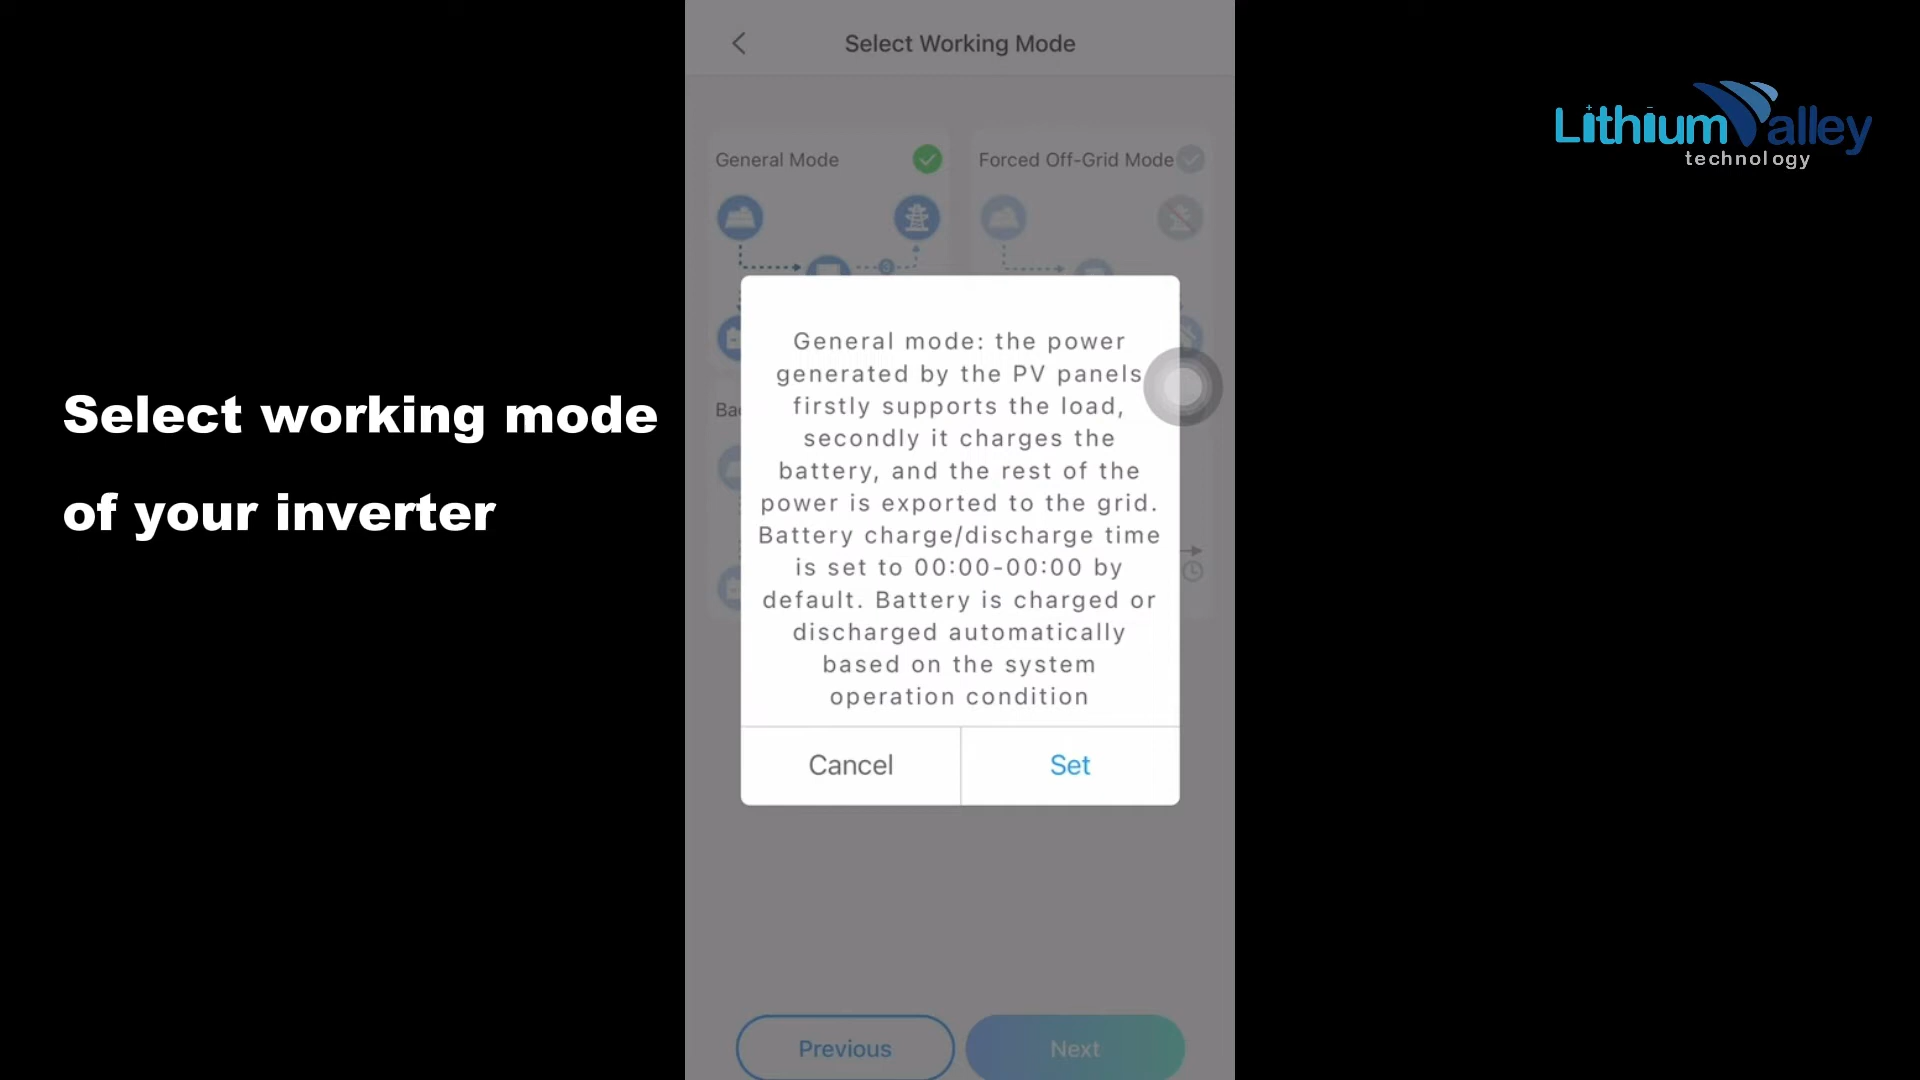 Select Working Mode
Lithium Valley
technology
General Mode
Forced Off-Grid Mode
3
Select working mode
of your inverter
General mode: the power
generated by the PV panels
firstly supports the load,
secondly it charges the
battery, and the rest of the
power is exported to the grid.
Battery charge/discharge time
is set to 00:00-00:00 by
default. Battery is charged or
discharged automatically
based on the system
operation condition
Cancel
Set
Previous
Next